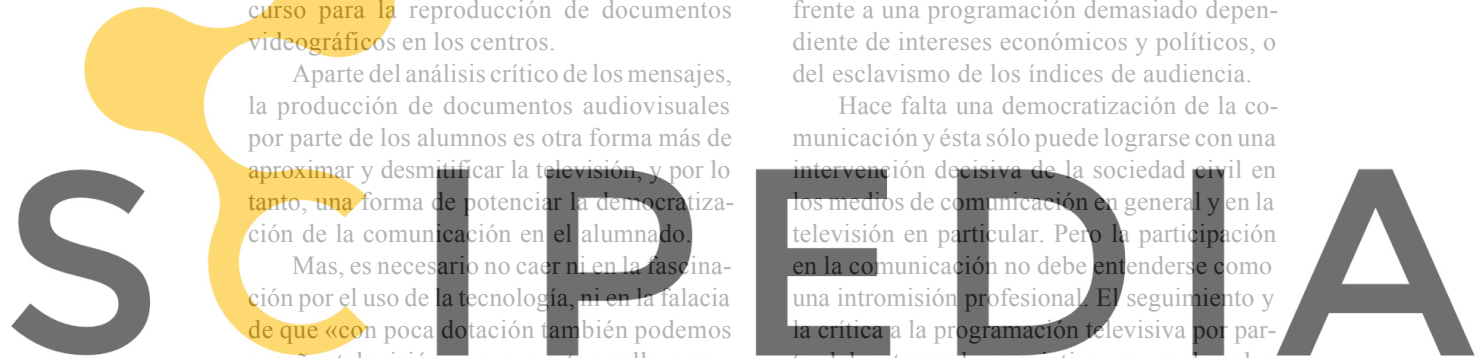 curso para la reproducción de documentos
videográficos en los centros.
Aparte del análisis crítico de los mensajes,
la producción de documentos audiovisuales
por parte de los alumnos es otra forma más de
aproximar y desmitificar la televisión, y por lo
tanto, una forma de potenciar la democratiza-
ción de la comunicación en el alumnado.
Mas, es necesario no caer ni en la fascina-
ción por el uso de la tecnología, ni en la falacia
de que «con poca dotación también podemos
frente a una programación demasiado depen-
diente de intereses económicos y políticos, o
del esclavismo de los índices de audiencia.
Hace falta una democratización de la co-
municación y ésta sólo puede lograrse con una
intervención decisiva de la sociedad civil en
los medios de comunicación en general y en la
televisión en particular. Pero la participación
en la comunicación no debe entenderse como
una intromisión profesional. El seguimiento y
la crítica a la programación televisiva por par-
SCIPEDIA